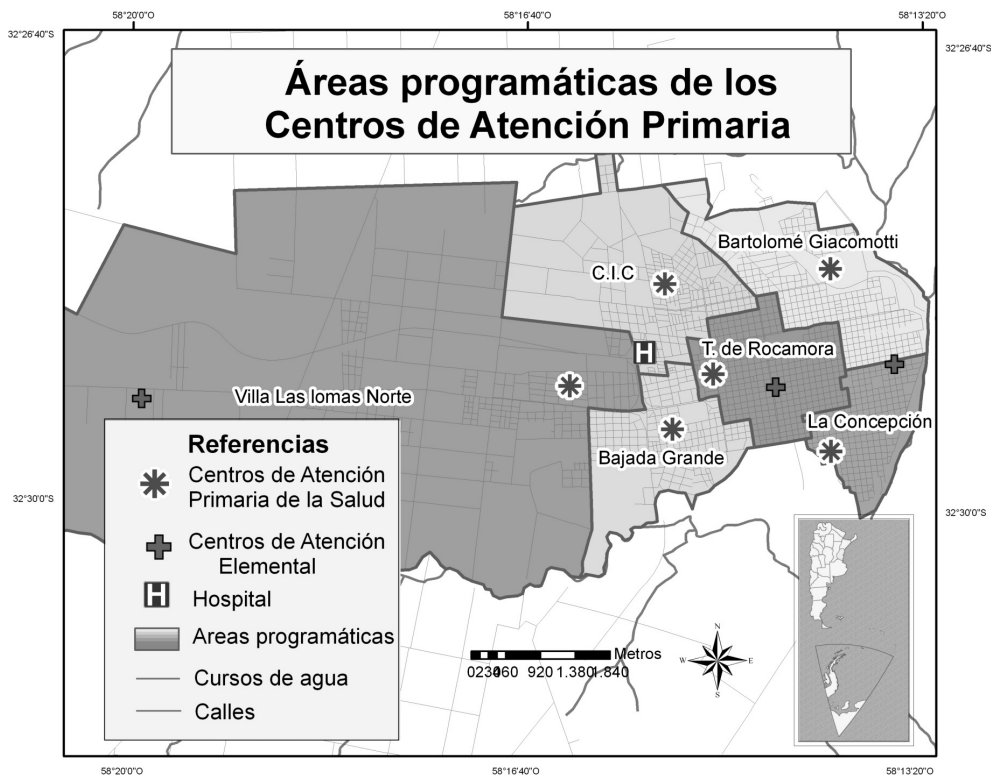 58°20'0"O
58°16'40"O
58°13'20"O
32°26'40"S
32°26'40"S
Áreas programáticas de los
Centros de Atención Primaria
Bartolomé Giacomotti
C.I.C
H
T. de Rocamora
Villa Las lomas Norte
La Concepción
Bajada Grande
Referencias
Centros de Atención
Primaria de la Salud
Centros de Atención
Elemental
H
Hospital
Areas programáticas
Cursos de agua
Calles
32°30'0"S
32°30'0"S
Metros
0 230 460 920 1.380 1.840
N
W
E
S
58°20'0"O
58°16'40"O
58°13'20"O